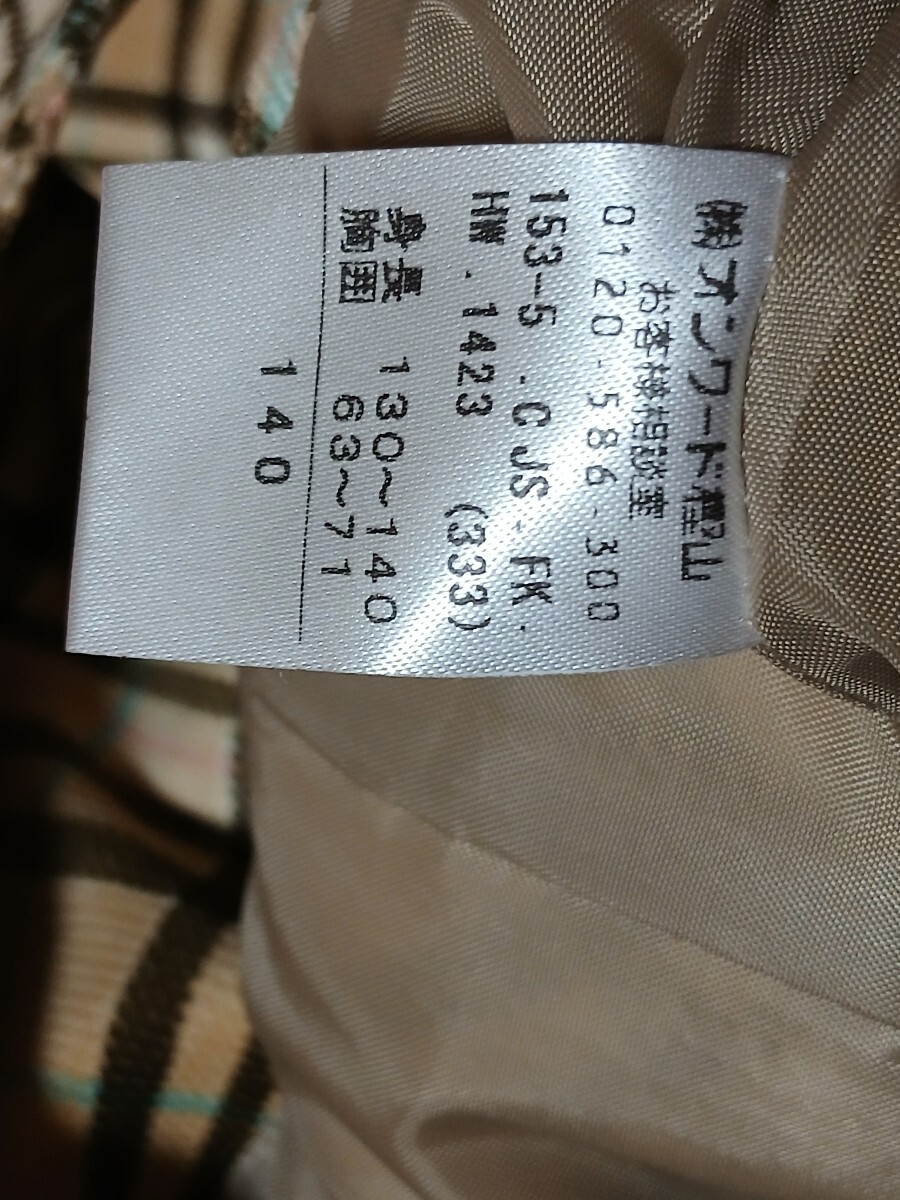 (株)オンワード樫山
お客様相談室
0120-586-300
153-5.CJS-FK.
HW.1423 (333)
身長 130~140
胸囲 63~71
140